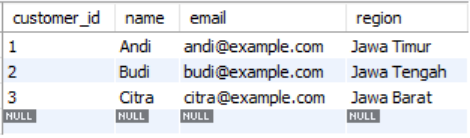 customer_id name email region
1 Andi andi@example.com Jawa Timur
2 Budi budi@example.com Jawa Tengah
3 Citra citra@example.com Jawa Barat
NULL NULL NULL NULL